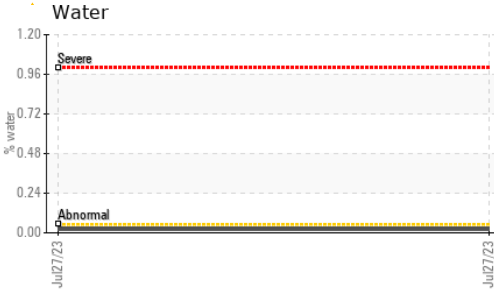 Water
1.20
Severe
0.96
0.72
% water
0.48
0.24
Abnormal
0.00
Jul27/23
Jul27/23